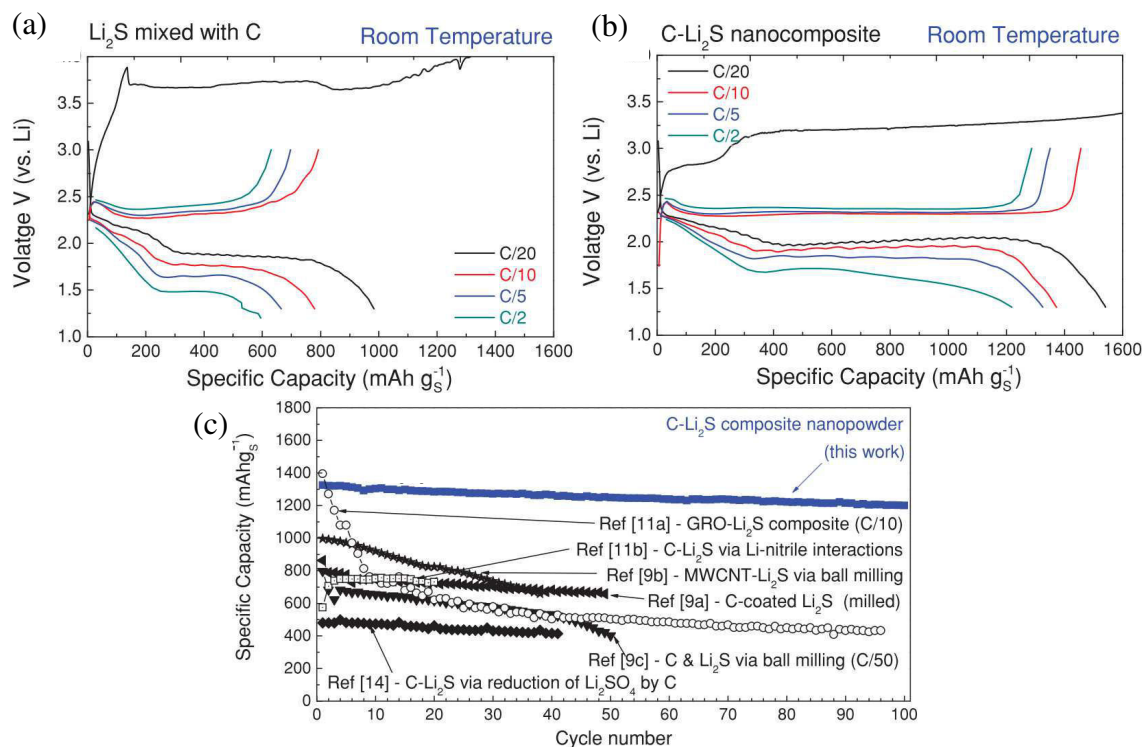 (a)
Li2S mixed with C
Room Temperature
Volatge V (vs. Li)
3.5
3.0
2.5
2.0
1.5
1.0
C/20
C/10
C/5
C/2
0 200 400 600 800 1000 1200 1400 1600
Specific Capacity (mAh gS-1)
(b)
C-Li2S nanocomposite
Room Temperature
C/20
C/10
C/5
C/2
Volatge V (vs. Li)
3.5
3.0
2.5
2.0
1.5
1.0
0 200 400 600 800 1000 1200 1400 1600
Specific Capacity (mAh gS-1)
(c)
Specific Capacity (mAhgS-1)
1800
1600
1400
1200
1000
800
600
400
200
0
C-Li2S composite nanopowder
(this work)
Ref [11a] - GRO-Li2S composite (C/10)
Ref [11b] - C-Li2S via Li-nitrile interactions
Ref [9b] - MWCNT-Li2S via ball milling
Ref [9a] - C-coated Li2S (milled)
Ref [9c] - C & Li2S via ball milling (C/50)
Ref [14] - C-Li2S via reduction of Li2SO4 by C
0 10 20 30 40 50 60 70 80 90 100
Cycle number